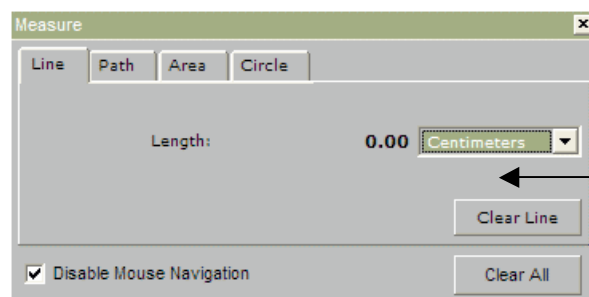 Measure
Line Path Area Circle
Length: 0.00 Centimeters
Clear Line
Disable Mouse Navigation Clear All